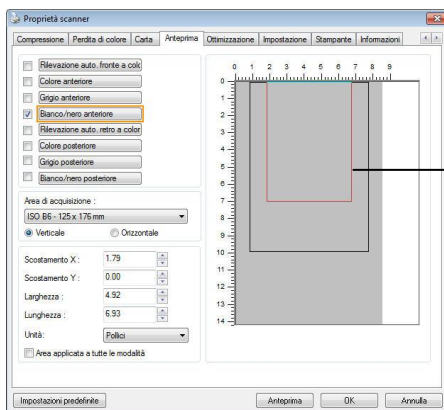 Proprietà scanner
Compressione Perdita di colore Carta Anteprima Ottimizzazione Impostazione Stampante Informazioni
Rilevazione auto. fronte a colo
Colore anteriore
Grigio anteriore
Bianco/nero anteriore
Rilevazione auto. retro a color
Colore posteriore
Grigio posteriore
Bianco/nero posteriore
Area di acquisizione :
ISO B6 - 125 x 176 mm
Verticale Orizzontale
Scostamento X : 1.79
Scostamento Y : 0.00
Larghezza : 4.92
Lunghezza : 6.93
Unità: Pollici
Area applicata a tutte le modalità
0 1 2 3 4 5 6 7 8 9
0
1
2
3
4
5
6
7
8
9
10
11
12
13
14
Impostazioni predefinite Anteprima OK Annulla